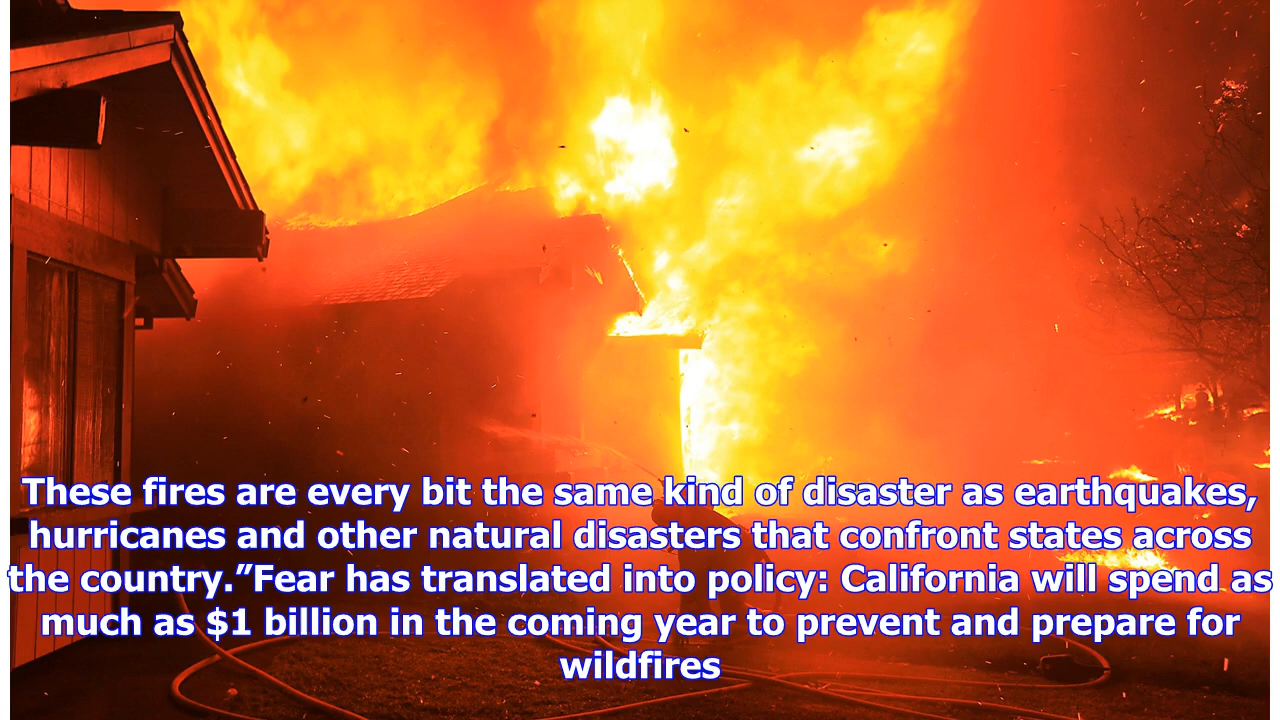 These fires are every bit the same kind of disaster as earthquakes,
hurricanes and other natural disasters that confront states across
the country.”Fear has translated into policy: California will spend as
much as $1 billion in the coming year to prevent and prepare for
wildfires